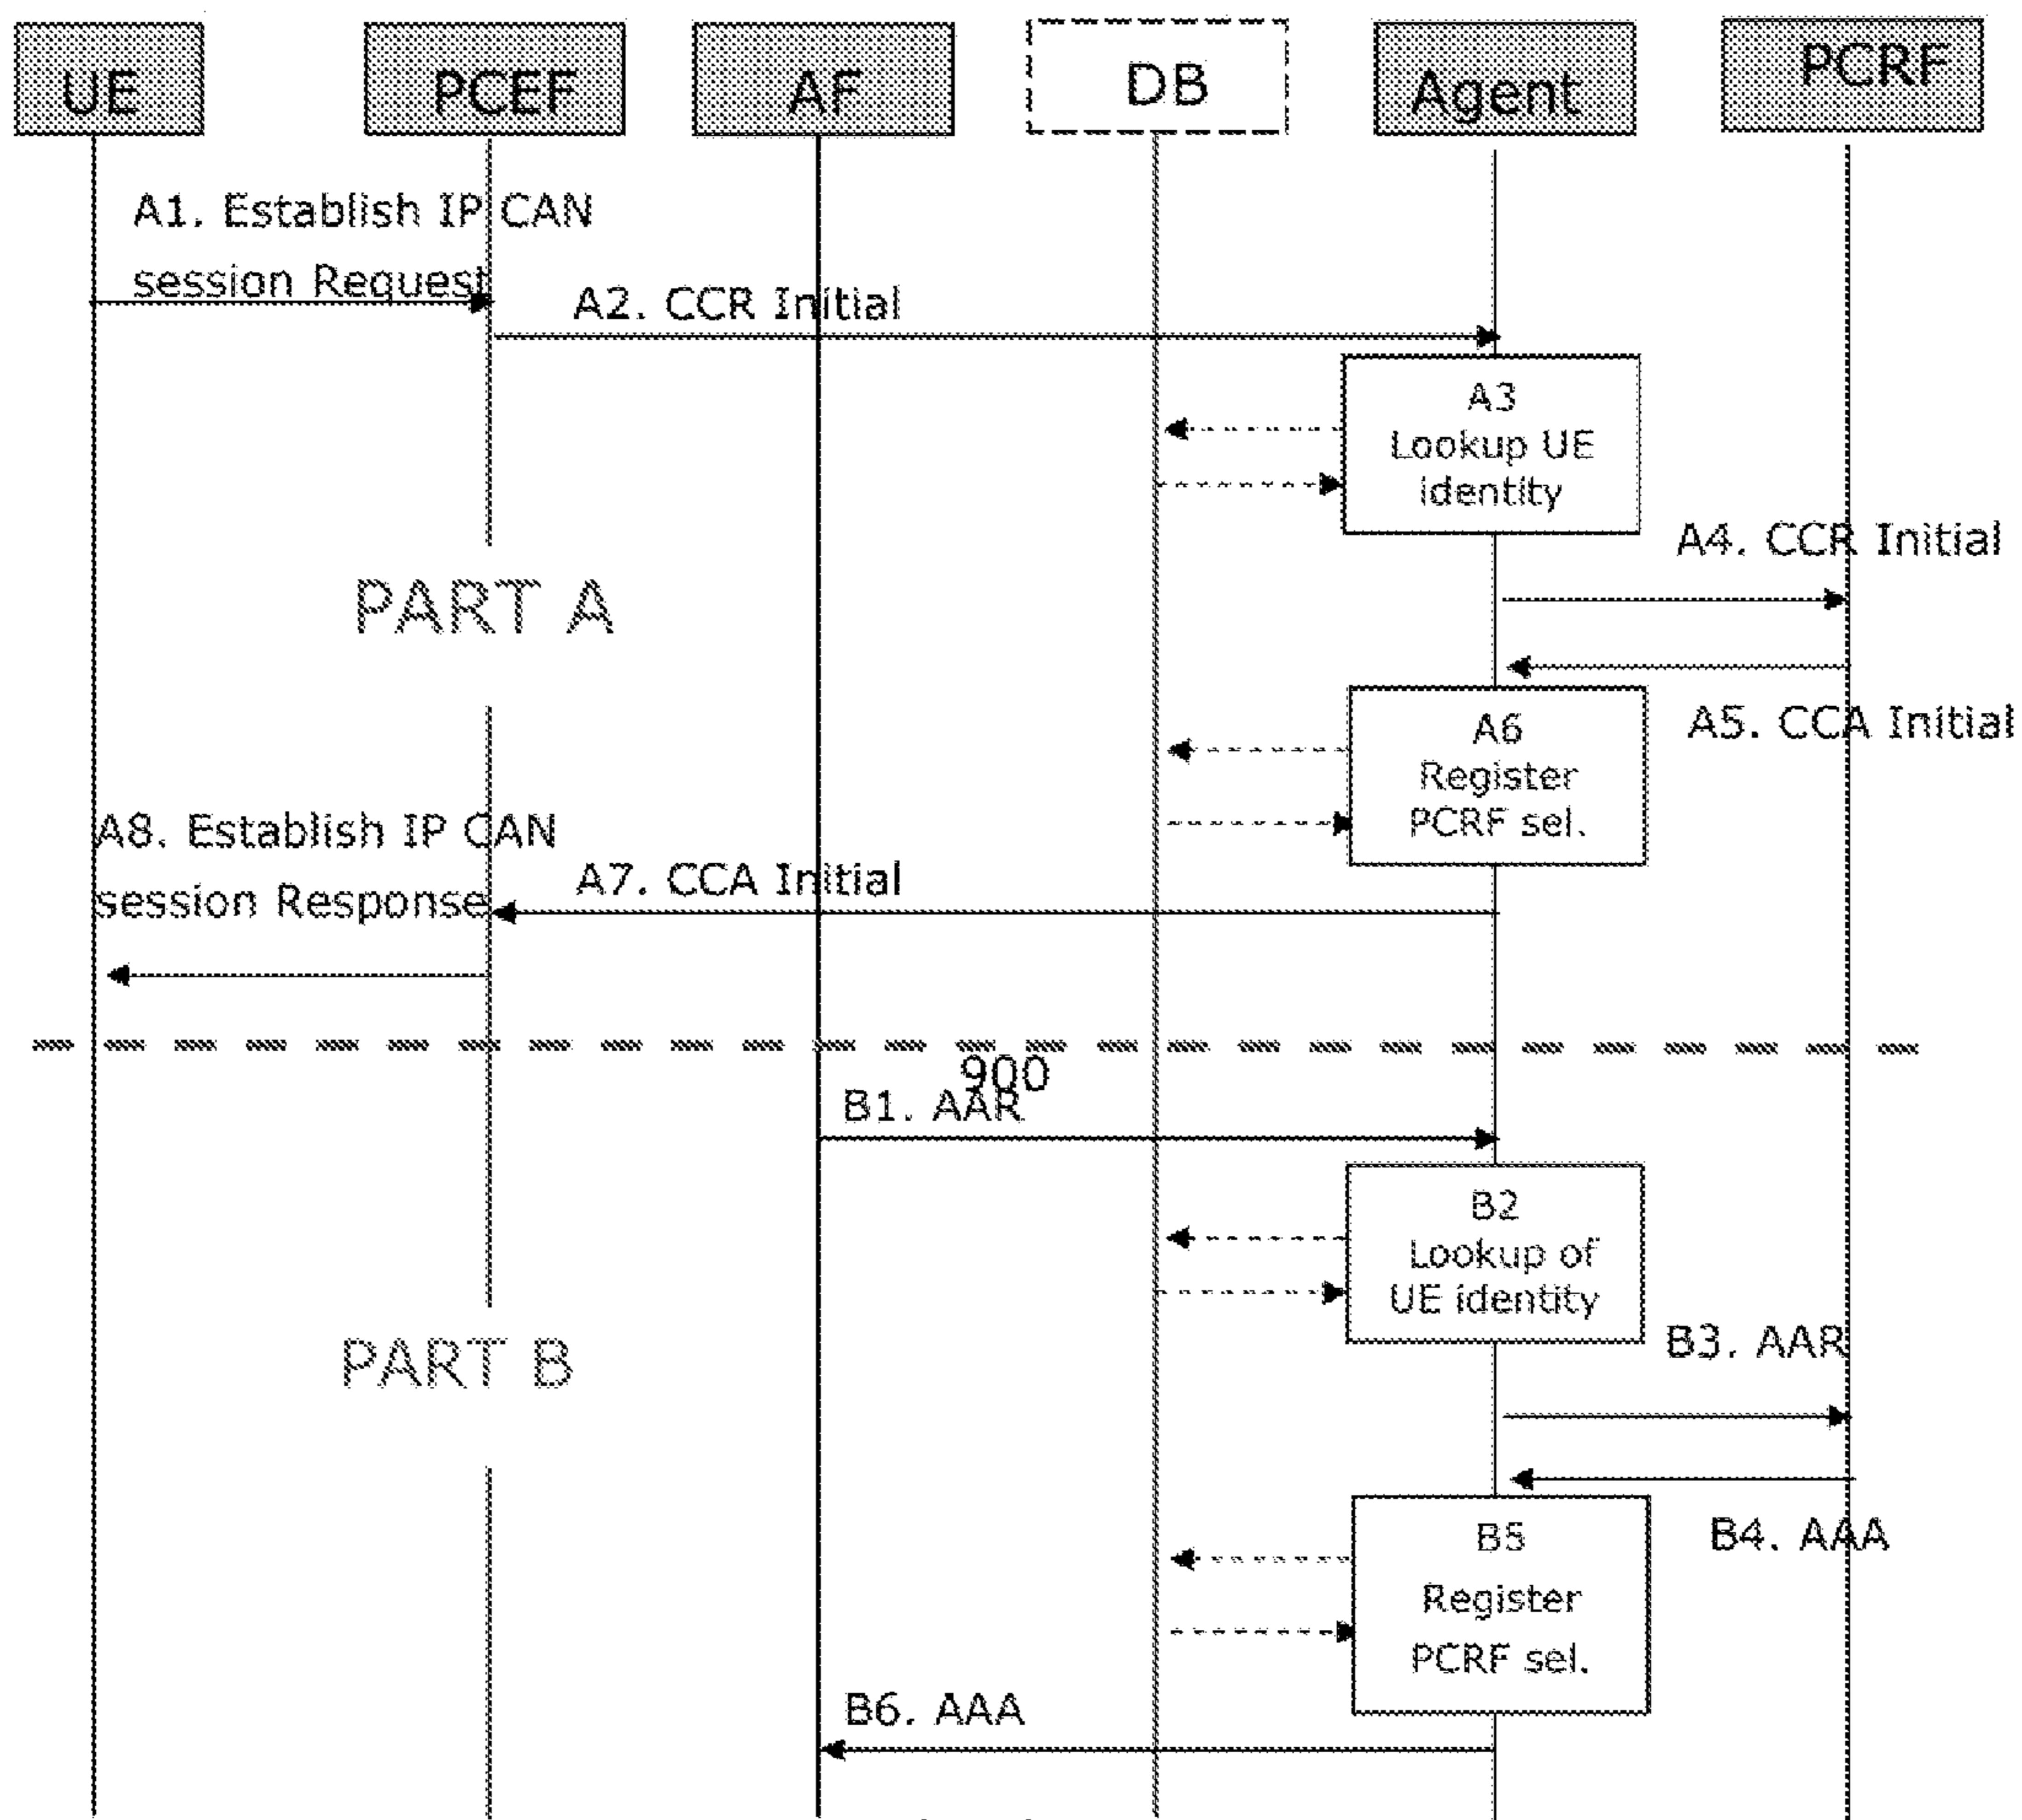 UE
PCEF
AF
DB
Agent
PCRF
A1. Establish IP CAN
session Request
A2. CCR Initial
A3
Lookup UE
identity
A4. CCR Initial
PART A
A5. CCA Initial
A6
Register
PCRF sel.
A8. Establish IP CAN
session Response
A7. CCA Initial
900
B1. AAR
B2
Lookup of
UE identity
B3. AAR
PART B
B4. AAA
B5
Register
PCRF sel.
B6. AAA